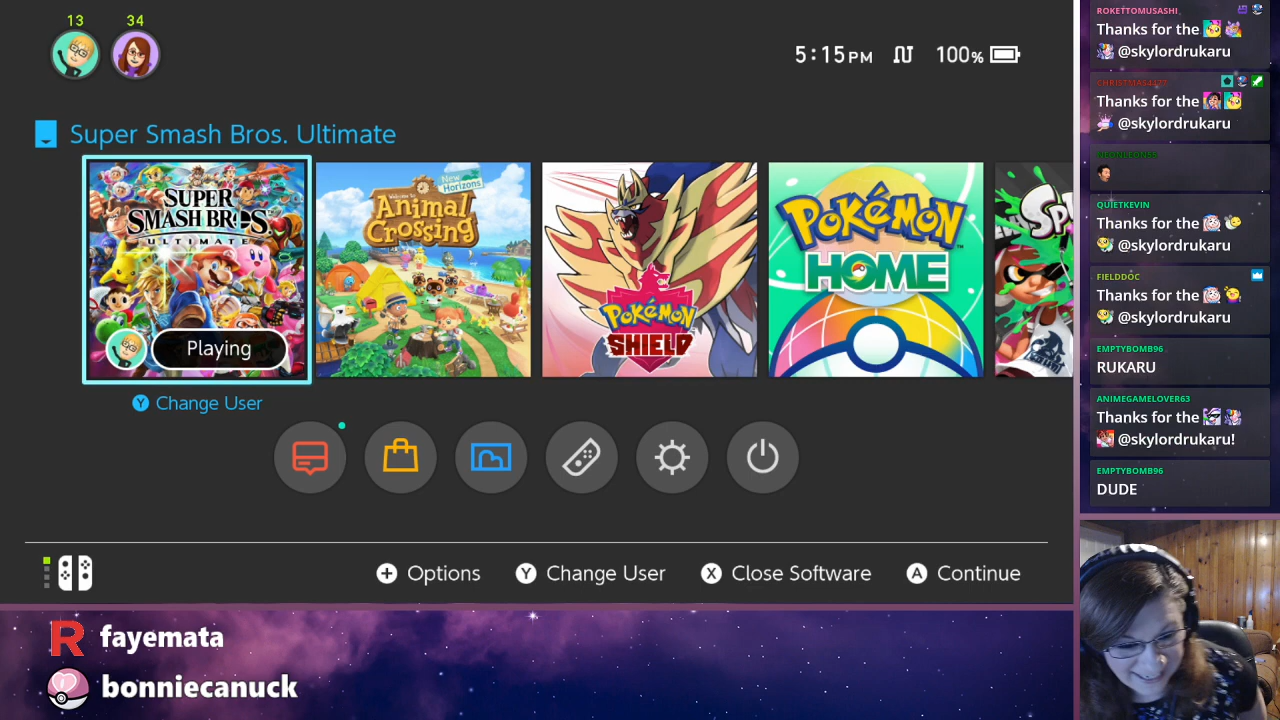 13 34
5:15 PM 100%
Super Smash Bros. Ultimate
SUPER
SMASH BROS.
ULTIMATE
Playing
Welcome to
Animal
Crossing
New
Horizons
POKÉMON
SHIELD
POKÉMON
HOME
SPL
Y Change User
+ Options Y Change User X Close Software A Continue
R fayemata
bonniecanuck
ROKETTOMUSASHI
Thanks for the
@skylordrukaru
Thanks for the
@skylordrukaru
QUIETKEVIN
Thanks for the
@skylordrukaru
FIELDDOC
Thanks for the
@skylordrukaru
EMPTYBOMB96
RUKARU
ANIMEGAMELOVER63
Thanks for the
@skylordrukaru!
EMPTYBOMB96
DUDE